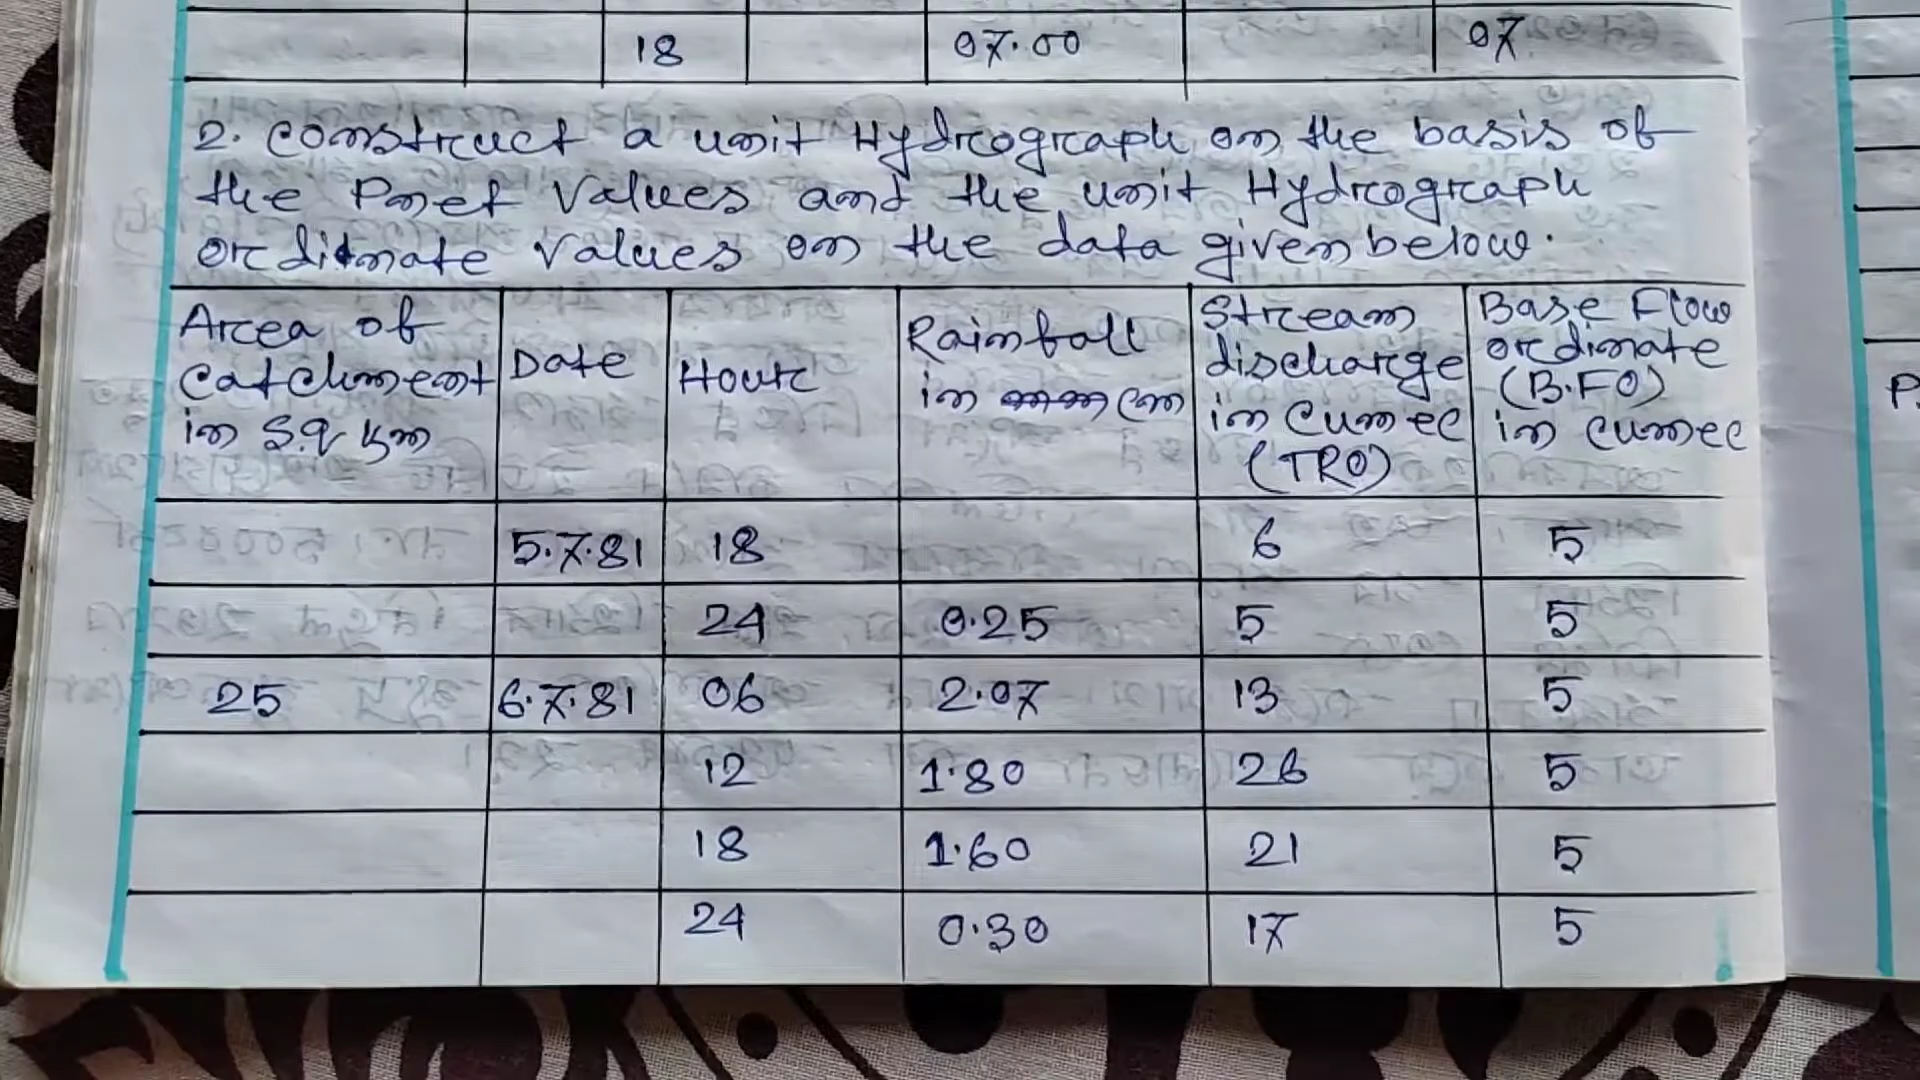 18 07.00 07
2. Construct a unit Hydrograph on the basis of
the Pnet Values and the unit Hydrograph
ordinate values on the data given below.
Area of Catchment in S.q km | Date | Hour | Rainfall in cm | Stream discharge in Cumec (TRO) | Base Flow ordinate (B.FO) in cumec
5.7.81 18 6 5
24 0.25 5 5
25 6.7.81 06 2.07 13 5
12 1.80 26 5
18 1.60 21 5
24 0.30 17 5
P